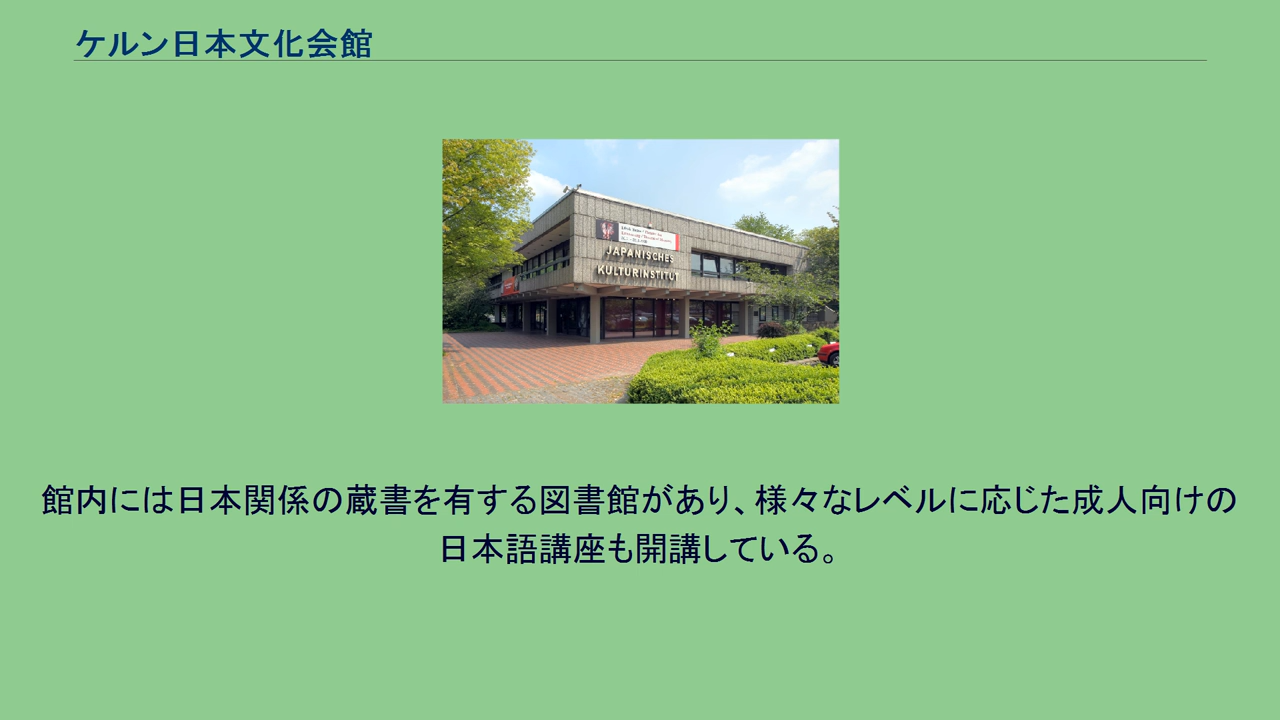 ケルン日本文化会館
JAPANISCHES
KULTURINSTITUT
館内には日本関係の蔵書を有する図書館があり、様々なレベルに応じた成人向けの
日本語講座も開講している。